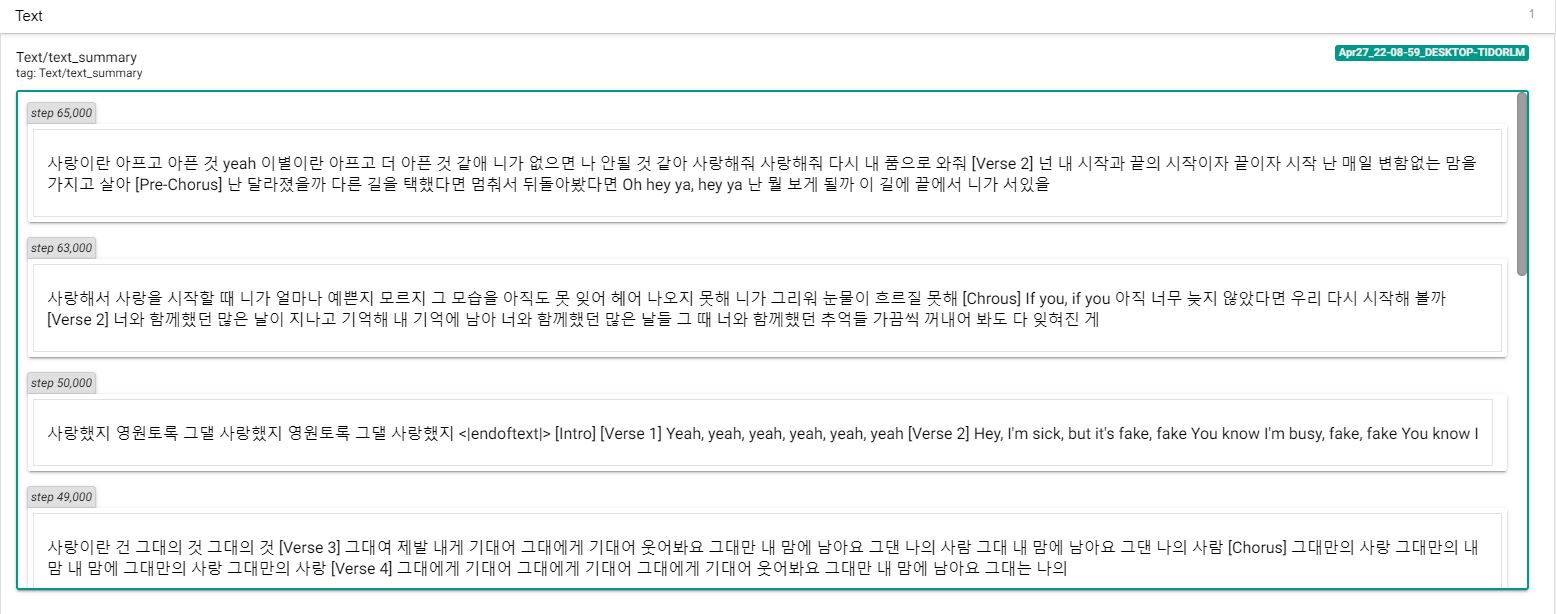 Text
1
Text/text_summary
Apr27_22-08-59_DESKTOP-TIDORLM
tag: Text/text_summary
step 65,000
사랑이란 아프고 아픈 것 yeah 이별이란 아프고 더 아픈 것 같애 니가 없으면 나 안될 것 같아 사랑해줘 사랑해줘 다시 내 품으로 와줘 [Verse 2] 넌 내 시작과 끝의 시작이자 끝이자 시작 난 매일 변함없는 맘을
가지고 살아 [Pre-Chorus] 난 달라졌을까 다른 길을 택했다면 멈춰서 뒤돌아봤다면 Oh hey ya, hey ya 난 뭘 보게 될까 이 길에 끝에서 니가 서있을
step 63,000
사랑해서 사랑을 시작할 때 니가 얼마나 예쁜지 모르지 그 모습을 아직도 못 잊어 헤어 나오지 못해 니가 그리워 눈물이 흐르질 못해 [Chrous] If you, if you 아직 너무 늦지 않았다면 우리 다시 시작해 볼까
[Verse 2] 너와 함께했던 많은 날이 지나고 기억해 내 기억에 남아 너와 함께했던 많은 날들 그 때 너와 함께했던 추억들 가끔씩 꺼내어 봐도 다 잊혀진 게
step 50,000
사랑했지 영원토록 그댈 사랑했지 영원토록 그댈 사랑했지 <|endoftext|> [Intro] [Verse 1] Yeah, yeah, yeah, yeah, yeah, yeah [Verse 2] Hey, I'm sick, but it's fake, fake You know I'm busy, fake, fake You know I
step 49,000
사랑이란 건 그대의 것 그대의 것 [Verse 3] 그대여 제발 내게 기대어 그대에게 기대어 웃어봐요 그대만 내 맘에 남아요 그댄 나의 사람 그대 내 맘에 남아요 그댄 나의 사람 [Chorus] 그대만의 사랑 그대만의 내
맘 내 맘에 그대만의 사랑 그대만의 사랑 [Verse 4] 그대에게 기대어 그대에게 기대어 그대에게 기대어 웃어봐요 그대만 내 맘에 남아요 그대는 나의